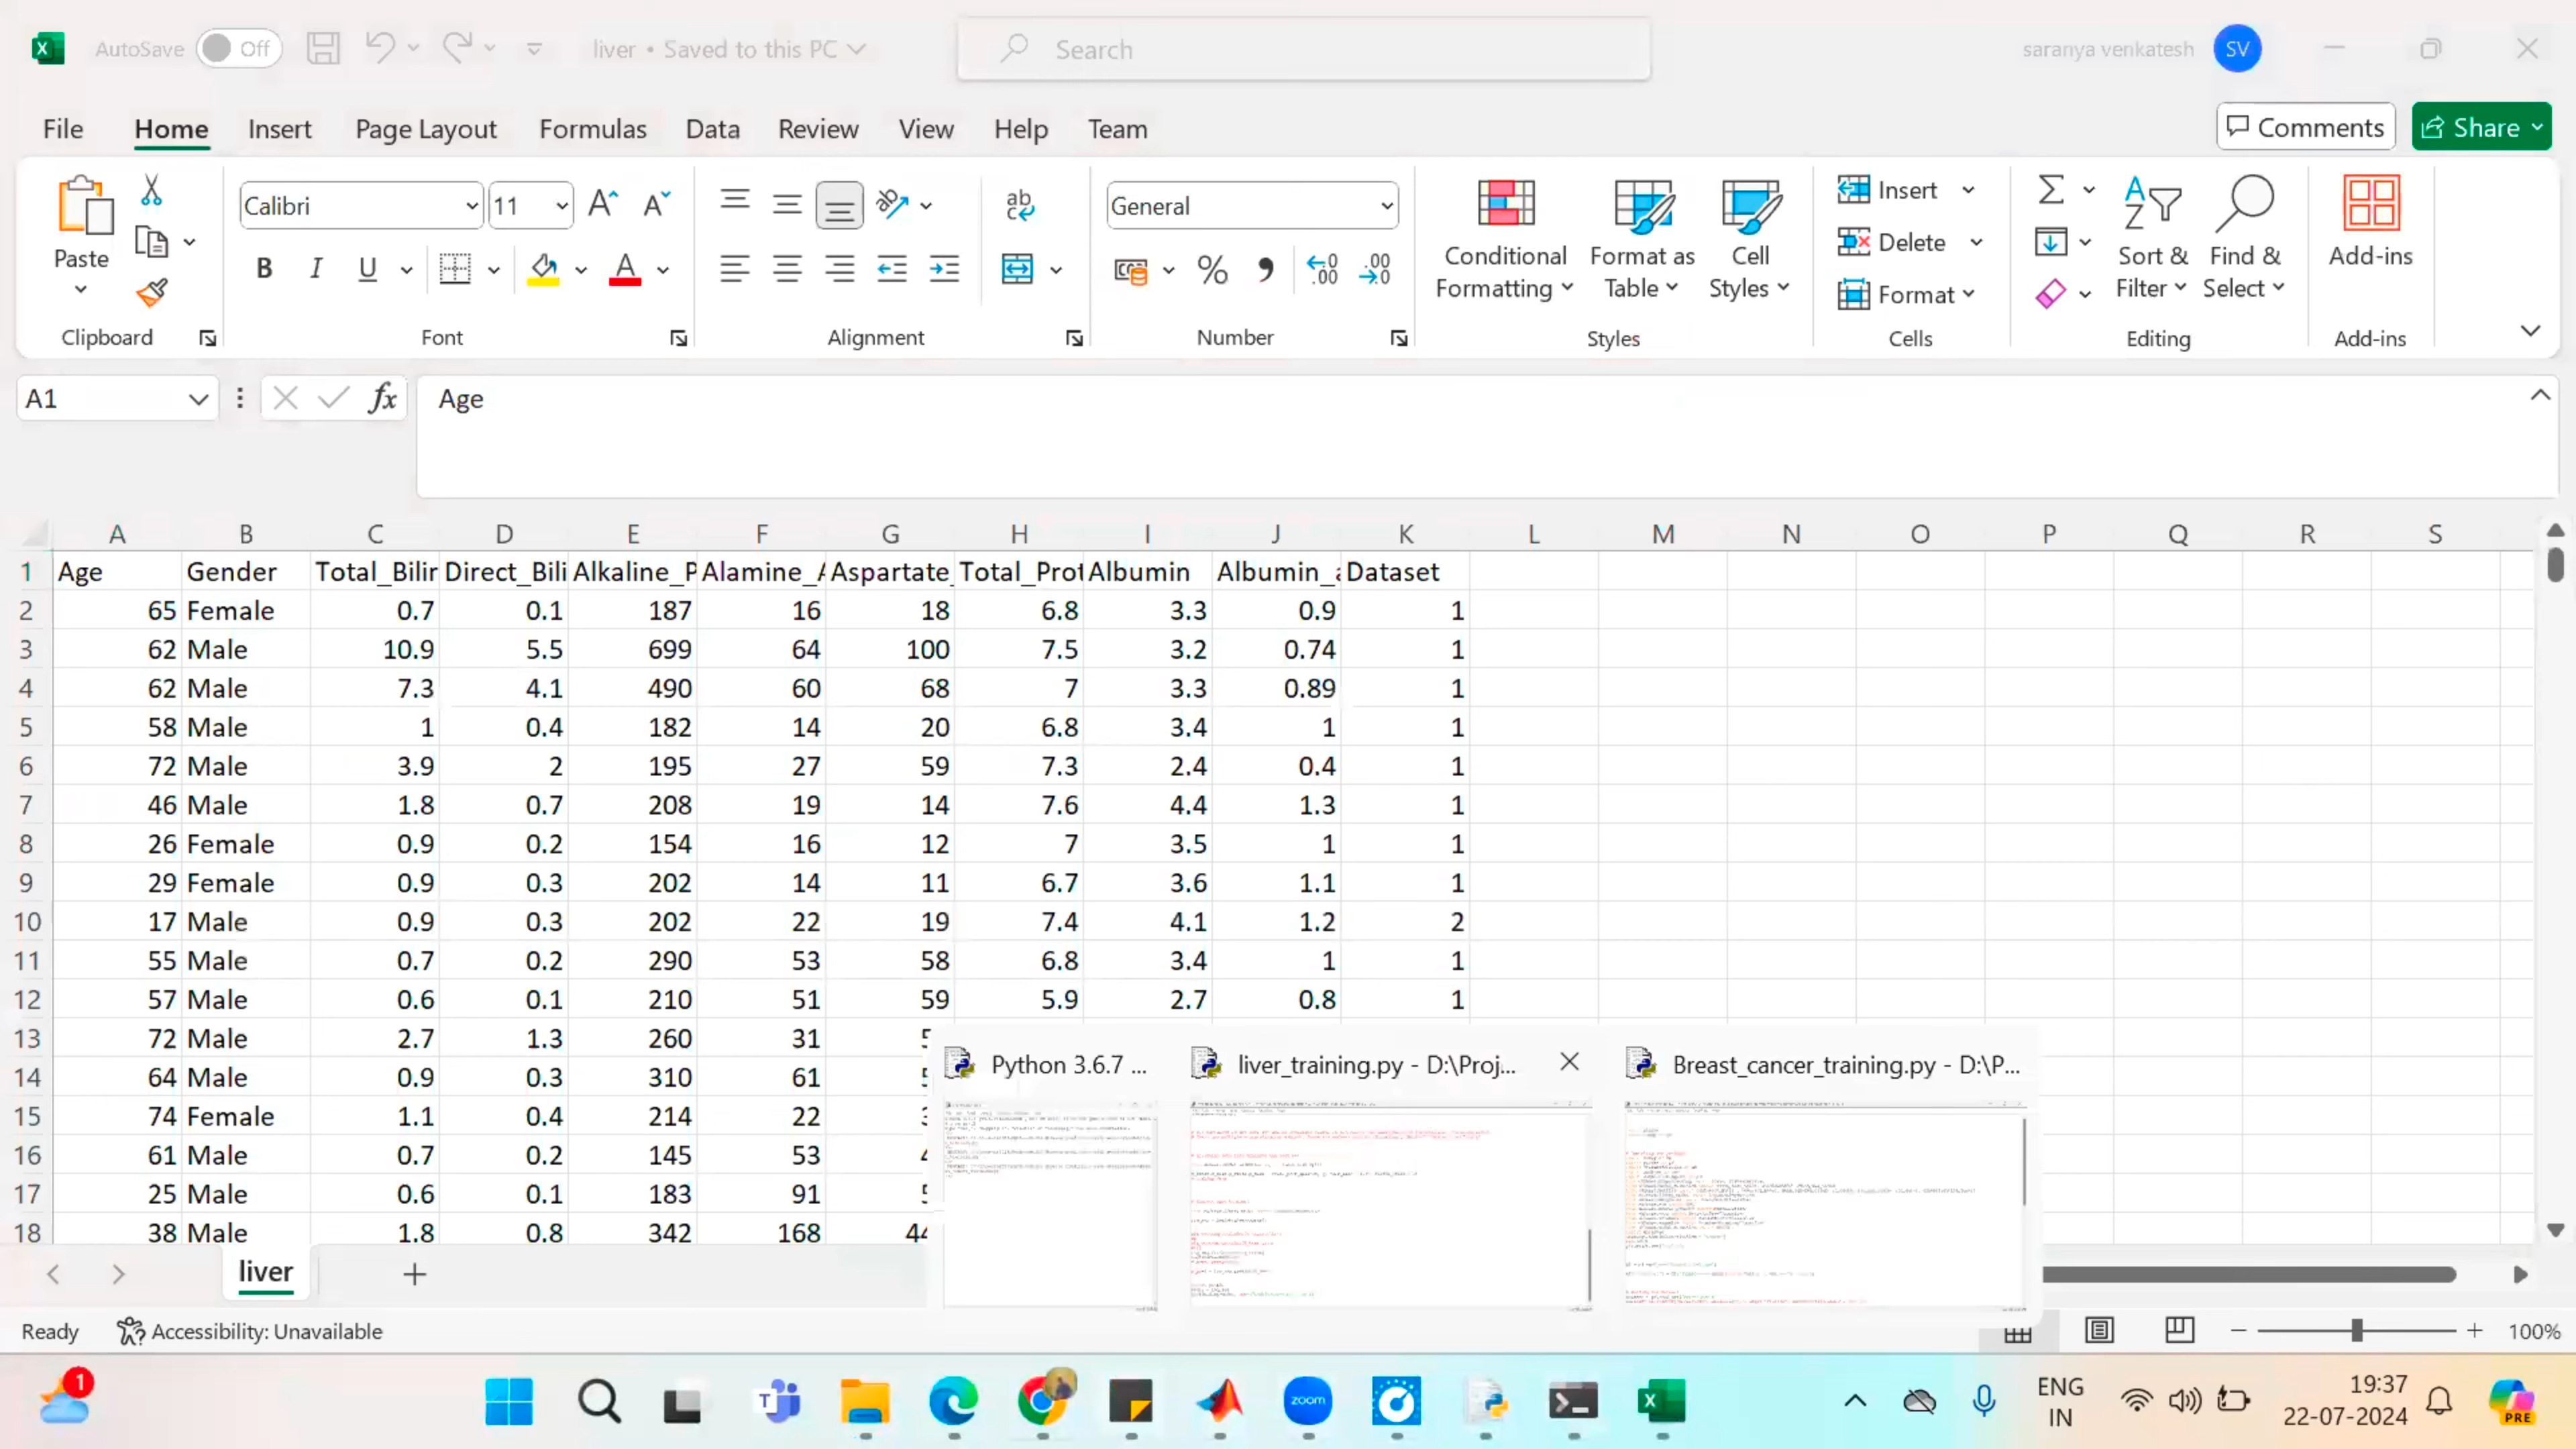 AutoSave Off liver • Saved to this PC Search saranya venkatesh SV
File Home Insert Page Layout Formulas Data Review View Help Team Comments Share
Paste Calibri 11 General Conditional Formatting Format as Table Cell Styles Insert Delete Format Sort & Filter Find & Select Add-ins
Clipboard Font Alignment Number Styles Cells Editing Add-ins
A1 fx Age
A B C D E F G H I J K L M N O P Q R S
1 Age Gender Total_Bilir Direct_Bili Alkaline_P Alamine_A Aspartate_ Total_Prot Albumin Albumin_a Dataset
2 65 Female 0.7 0.1 187 16 18 6.8 3.3 0.9 1
3 62 Male 10.9 5.5 699 64 100 7.5 3.2 0.74 1
4 62 Male 7.3 4.1 490 60 68 7 3.3 0.89 1
5 58 Male 1 0.4 182 14 20 6.8 3.4 1 1
6 72 Male 3.9 2 195 27 59 7.3 2.4 0.4 1
7 46 Male 1.8 0.7 208 19 14 7.6 4.4 1.3 1
8 26 Female 0.9 0.2 154 16 12 7 3.5 1 1
9 29 Female 0.9 0.3 202 14 11 6.7 3.6 1.1 1
10 17 Male 0.9 0.3 202 22 19 7.4 4.1 1.2 2
11 55 Male 0.7 0.2 290 53 58 6.8 3.4 1 1
12 57 Male 0.6 0.1 210 51 59 5.9 2.7 0.8 1
13 72 Male 2.7 1.3 260 31 5
14 64 Male 0.9 0.3 310 61
15 74 Female 1.1 0.4 214 22
16 61 Male 0.7 0.2 145 53
17 25 Male 0.6 0.1 183 91
18 38 Male 1.8 0.8 342 168 44
Python 3.6.7 ... liver_training.py - D:\Proj... Breast_cancer_training.py - D:\P...
liver
Ready Accessibility: Unavailable 100%
1 zoom ENG IN 19:37 22-07-2024 PRE